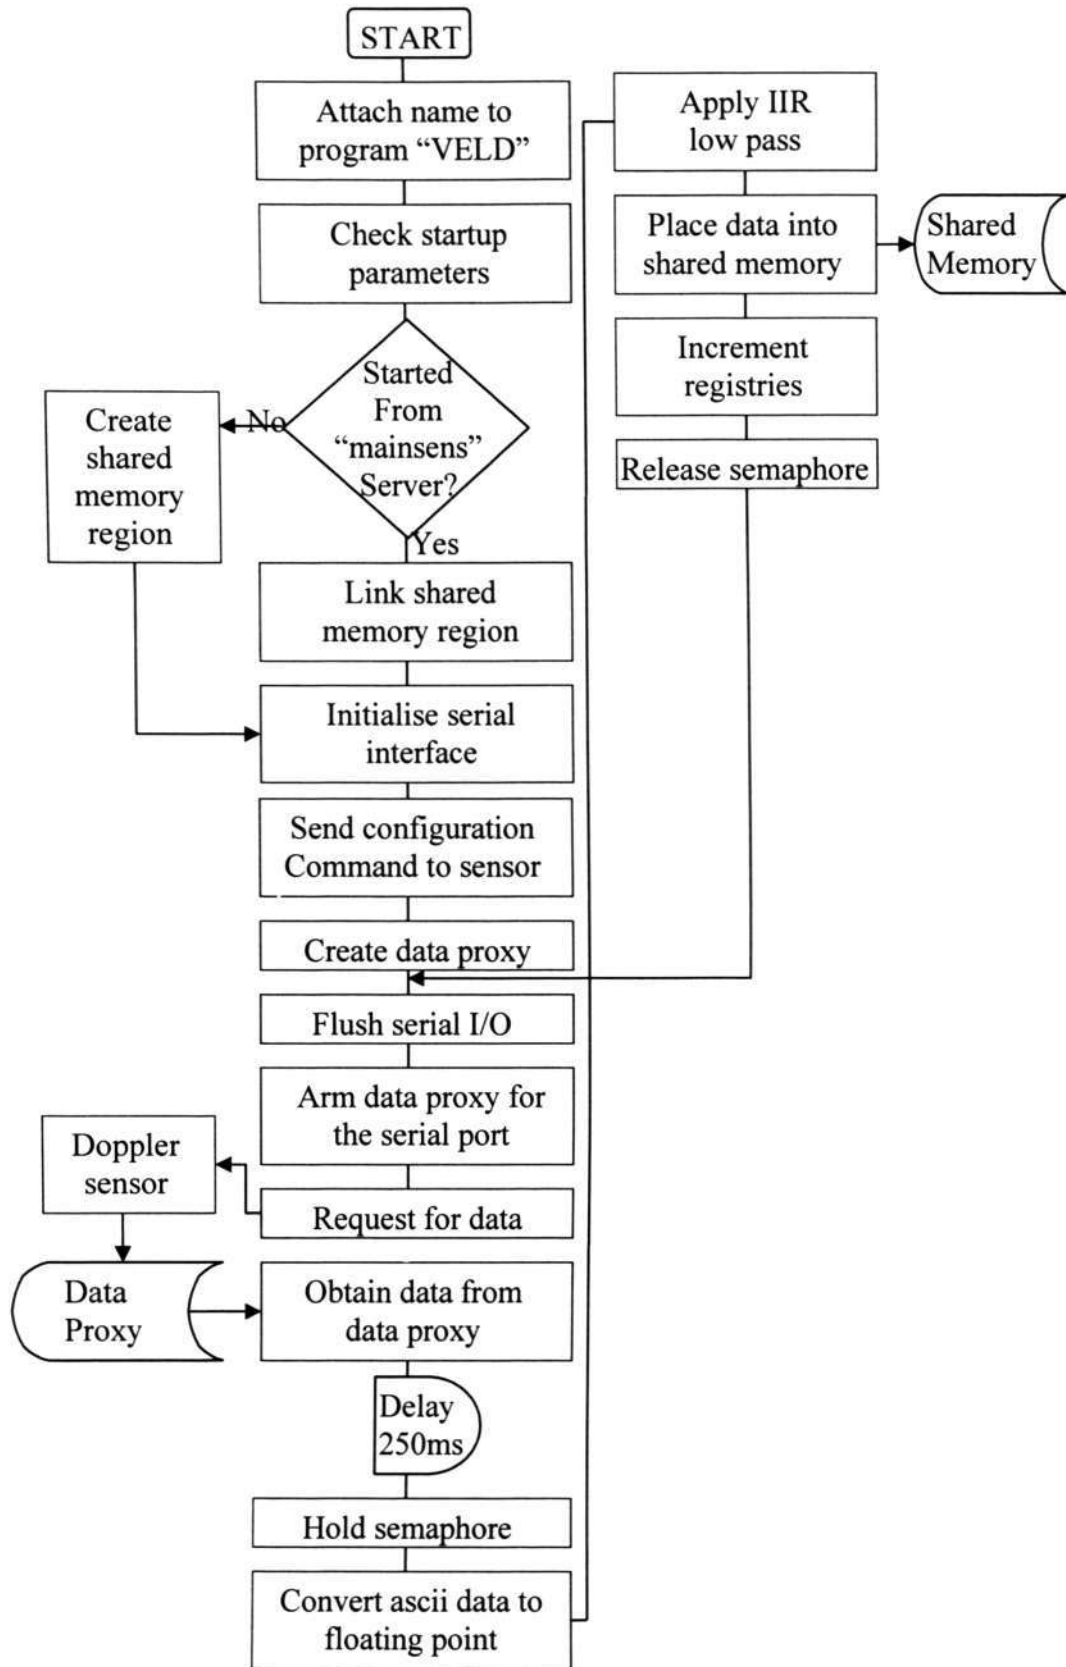 START
Attach name to
program “VELD”
Check startup
parameters
Started
From
“mainsens”
Server?
No
Create
shared
memory
region
Yes
Link shared
memory region
Initialise serial
interface
Send configuration
Command to sensor
Create data proxy
Flush serial I/O
Arm data proxy for
the serial port
Request for data
Doppler
sensor
Data
Proxy
Obtain data from
data proxy
Delay
250ms
Hold semaphore
Convert ascii data to
floating point
Apply IIR
low pass
Place data into
shared memory
Shared
Memory
Increment
registries
Release semaphore